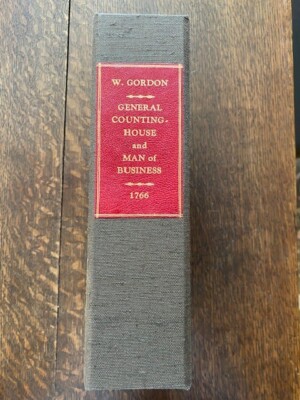 W. GORDON
GENERAL
COUNTING-
HOUSE
and
MAN of
BUSINESS
1766